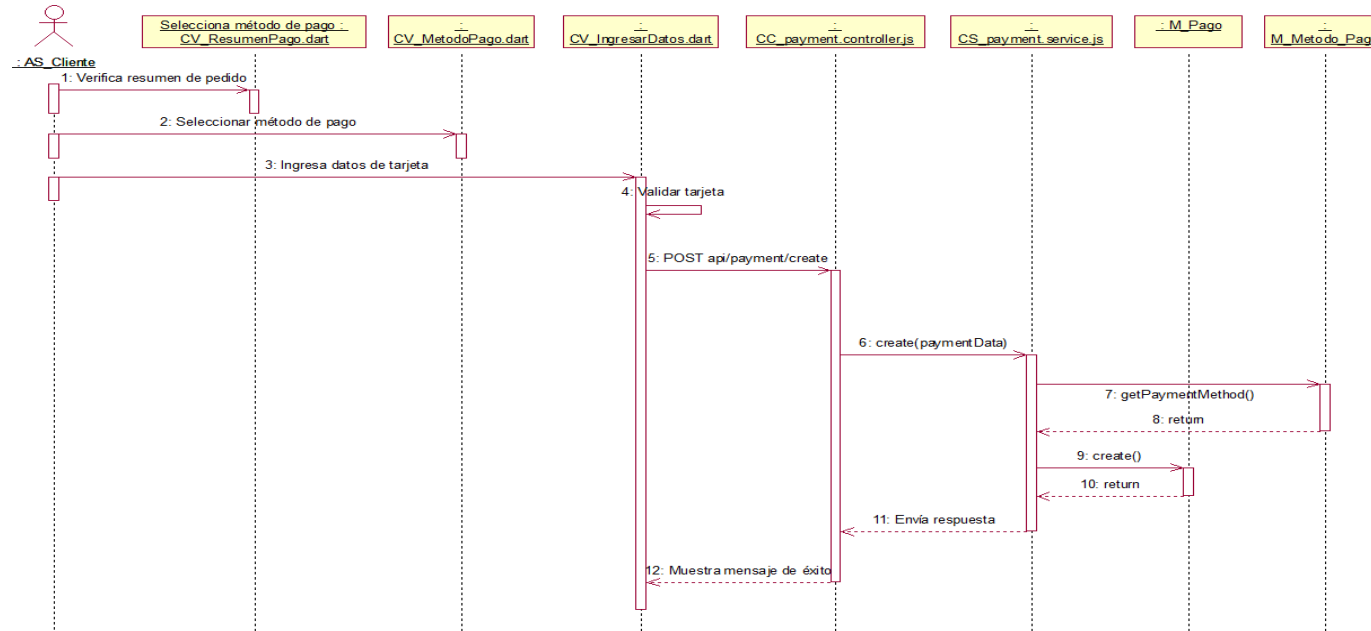 Selecciona método de pago :
CV_ResumenPago.dart
:
CV_MetodoPago.dart
:
CV_IngresarDatos.dart
:
CC_payment.controller.js
:
CS_payment.service.js
: M_Pago
:
M_Metodo_Pag
: AS_Cliente
1: Verifica resumen de pedido
2: Seleccionar método de pago
3: Ingresa datos de tarjeta
4: Validar tarjeta
5: POST api/payment/create
6: create(paymentData)
7: getPaymentMethod()
8: return
9: create()
10: return
11: Envía respuesta
12: Muestra mensaje de éxito